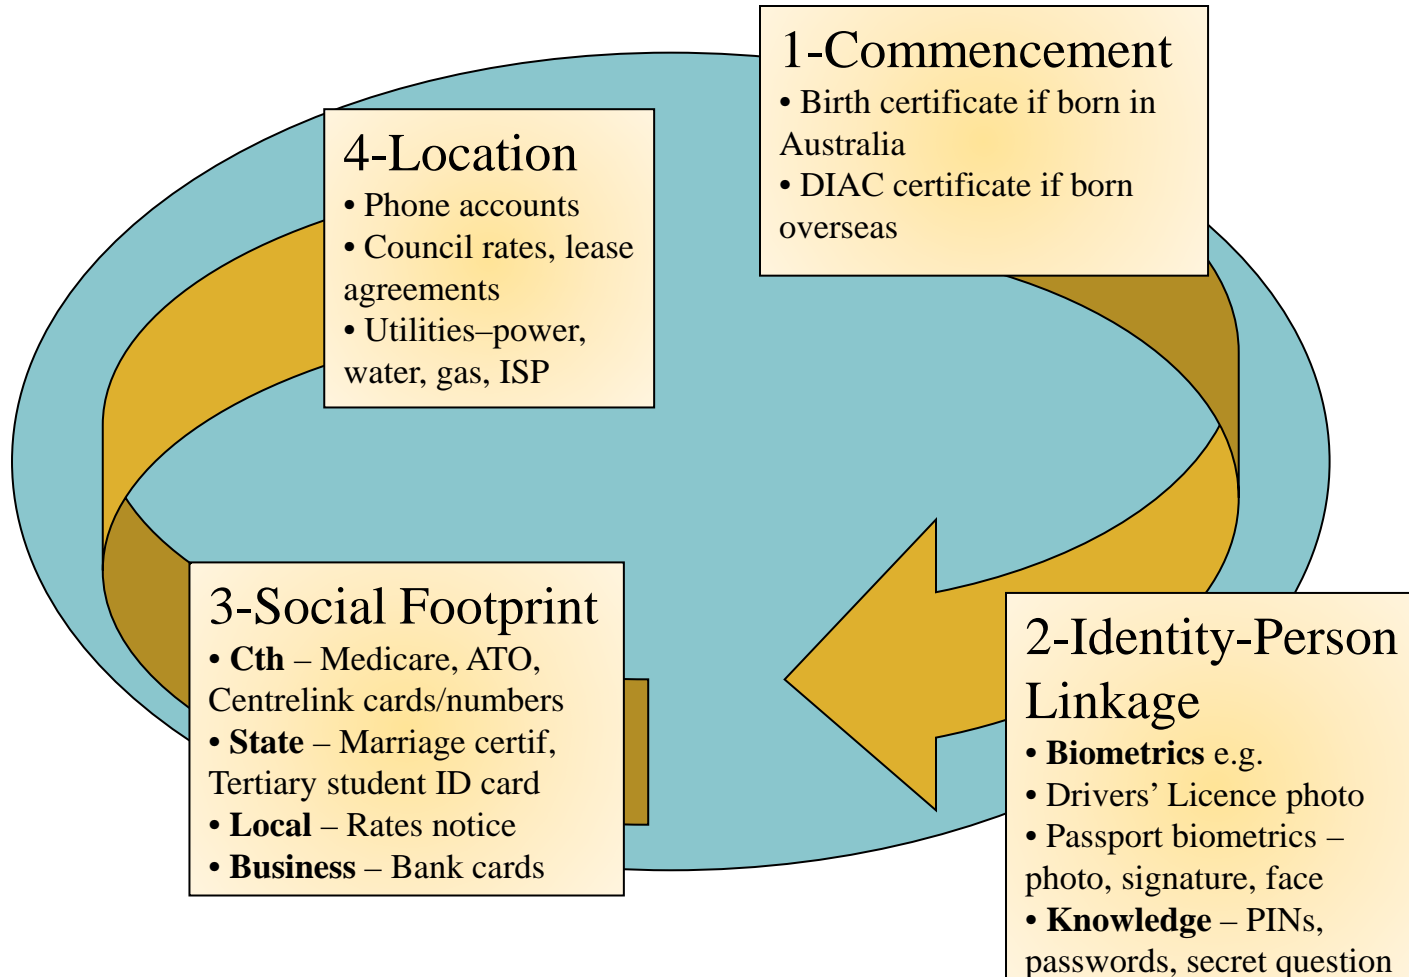 1-Commencement
• Birth certificate if born in
Australia
• DIAC certificate if born
overseas
2-Identity-Person
Linkage
• Biometrics e.g.
• Drivers’ Licence photo
• Passport biometrics –
photo, signature, face
• Knowledge – PINs,
passwords, secret question
3-Social Footprint
• Cth – Medicare, ATO,
Centrelink cards/numbers
• State – Marriage certif,
Tertiary student ID card
• Local – Rates notice
• Business – Bank cards
4-Location
• Phone accounts
• Council rates, lease
agreements
• Utilities–power,
water, gas, ISP